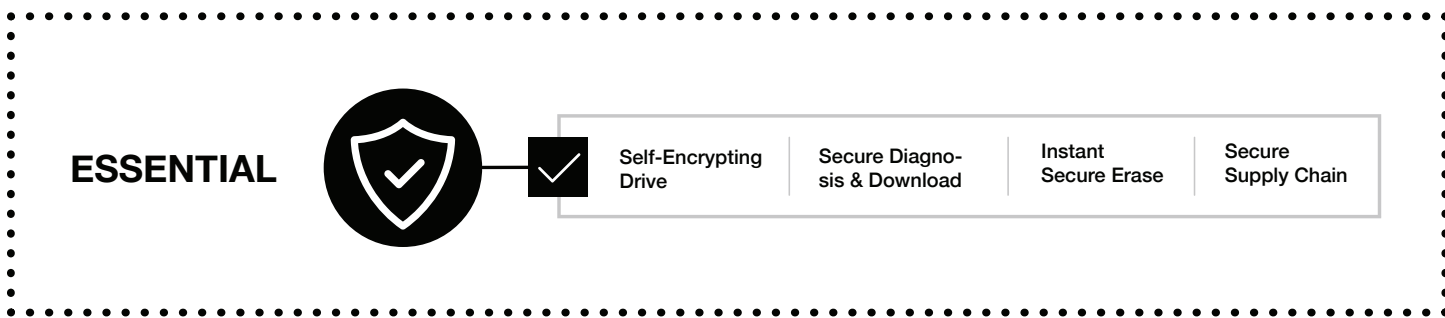 ESSENTIAL
Self-Encrypting
Drive
Secure Diagno-
sis & Download
Instant
Secure Erase
Secure
Supply Chain